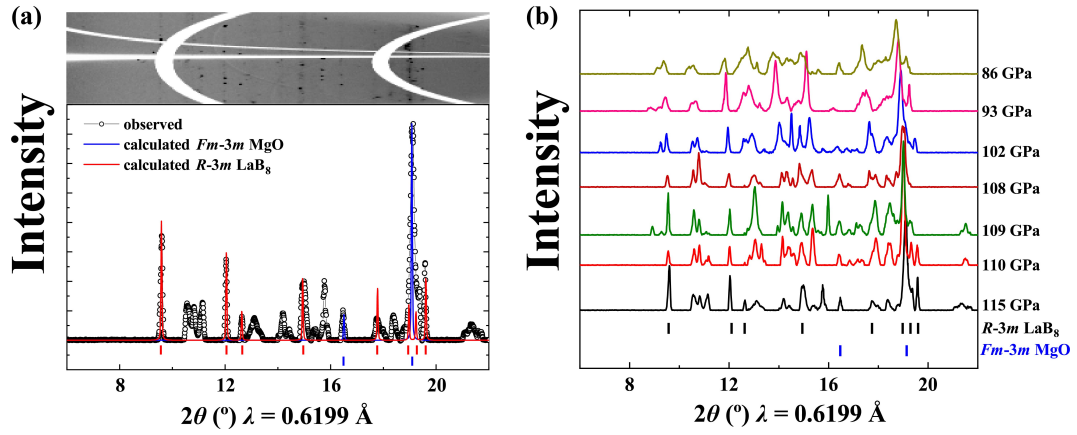 (a)
Intensity
observed
calculated Fm-3m MgO
calculated R-3m LaB₈
8
12
16
20
2θ (º) λ = 0.6199 Å
(b)
Intensity
86 GPa
93 GPa
102 GPa
108 GPa
109 GPa
110 GPa
115 GPa
R-3m LaB₈
Fm-3m MgO
8
12
16
20
2θ (º) λ = 0.6199 Å